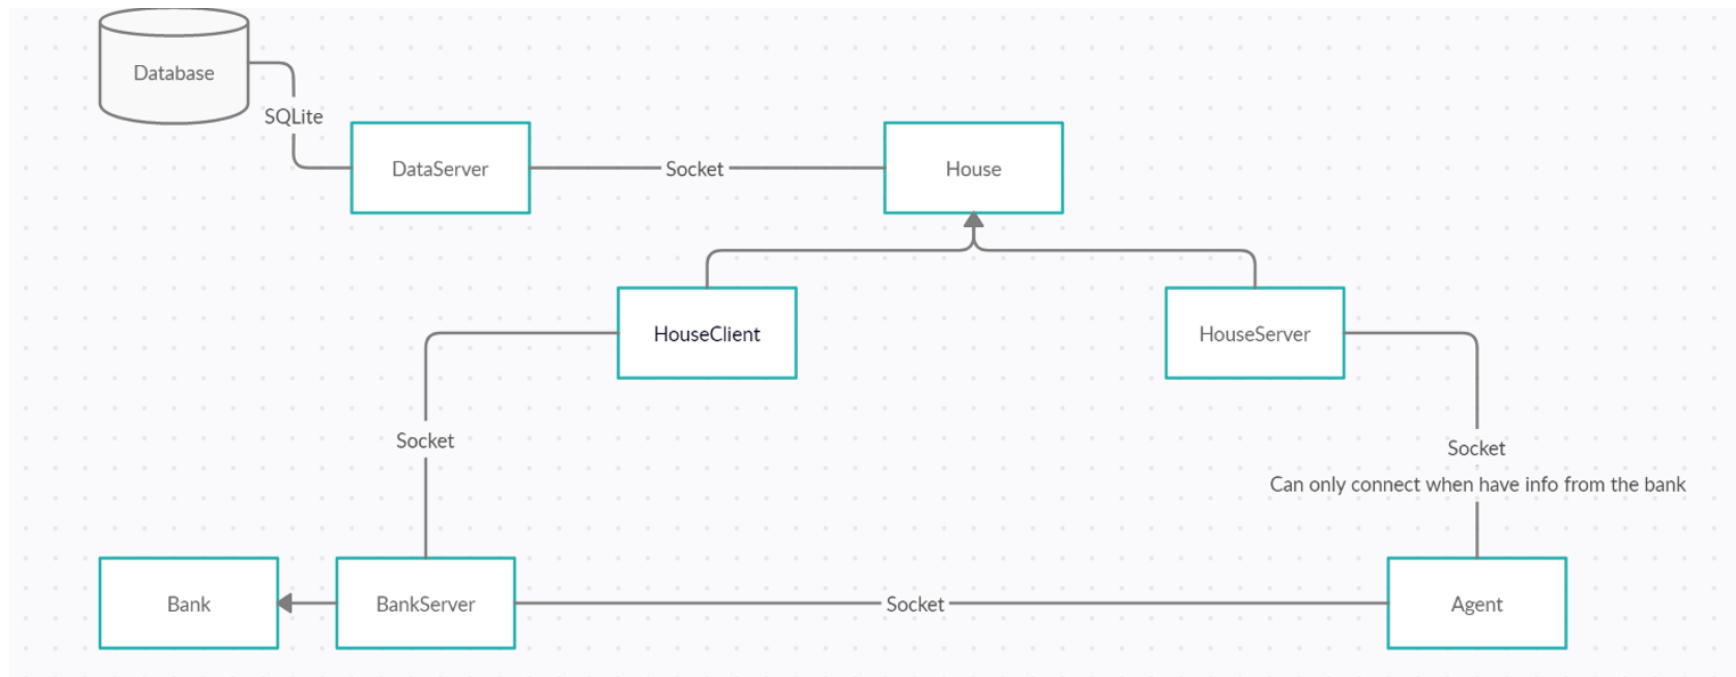 Database
SQLite
DataServer
Socket
House
HouseClient
HouseServer
Socket
Socket
Can only connect when have info from the bank
Bank
BankServer
Socket
Agent